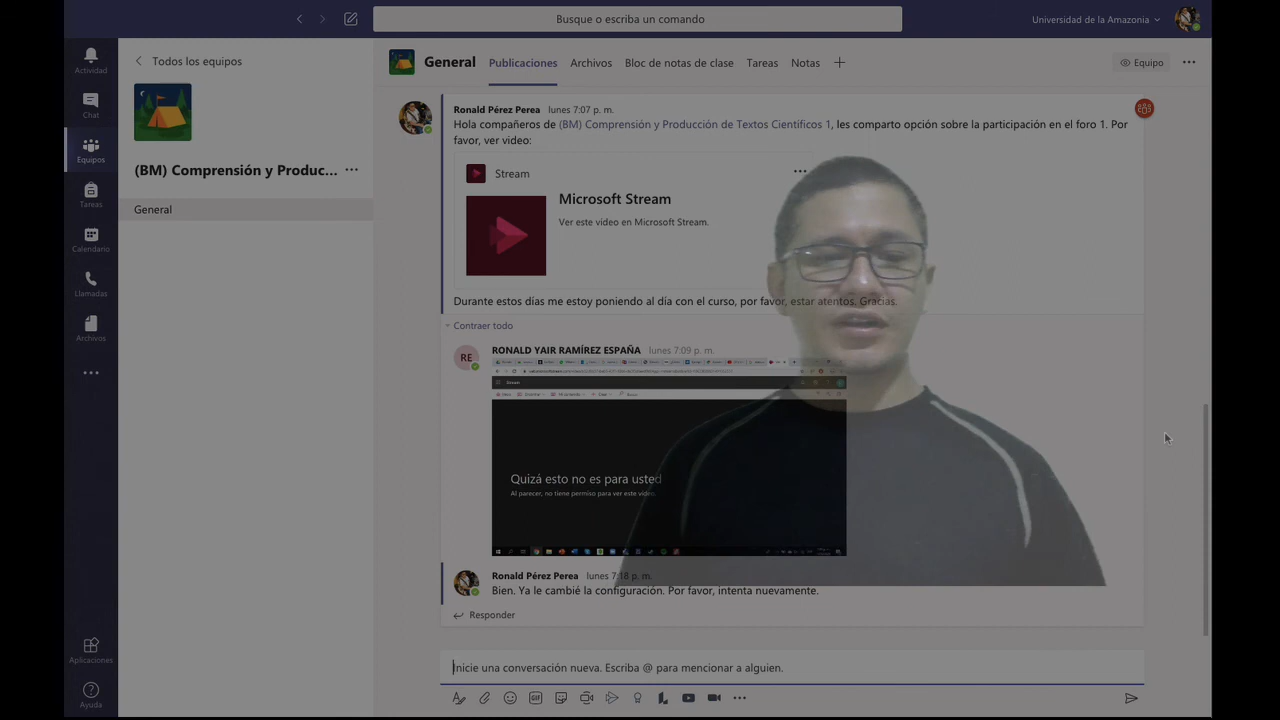 Busque o escriba un comando
Universidad de la Amazonia
Actividad
Chat
Equipos
Tareas
Calendario
Llamadas
Archivos
Aplicaciones
Ayuda
Todos los equipos
(BM) Comprensión y Produc...
General
General
Publicaciones
Archivos
Bloc de notas de clase
Tareas
Notas
Equipo
Ronald Pérez Perea lunes 7:07 p. m.
Hola compañeros de (BM) Comprensión y Producción de Textos Científicos 1, les comparto opción sobre la participación en el foro 1. Por
favor, ver video:
Stream
Microsoft Stream
Ver este video en Microsoft Stream.
Durante estos días me estoy poniendo al día con el curso, por favor, estar atentos. Gracias.
Contraer todo
RE
RONALD YAIR RAMÍREZ ESPAÑA lunes 7:09 p. m.
Stream
Quizá esto no es para usted
Al parecer, no tiene permiso para ver este video.
Ronald Pérez Perea lunes 7:18 p. m.
Bien. Ya le cambié la configuración. Por favor, intenta nuevamente.
Responder
Inicie una conversación nueva. Escriba @ para mencionar a alguien.
GIF